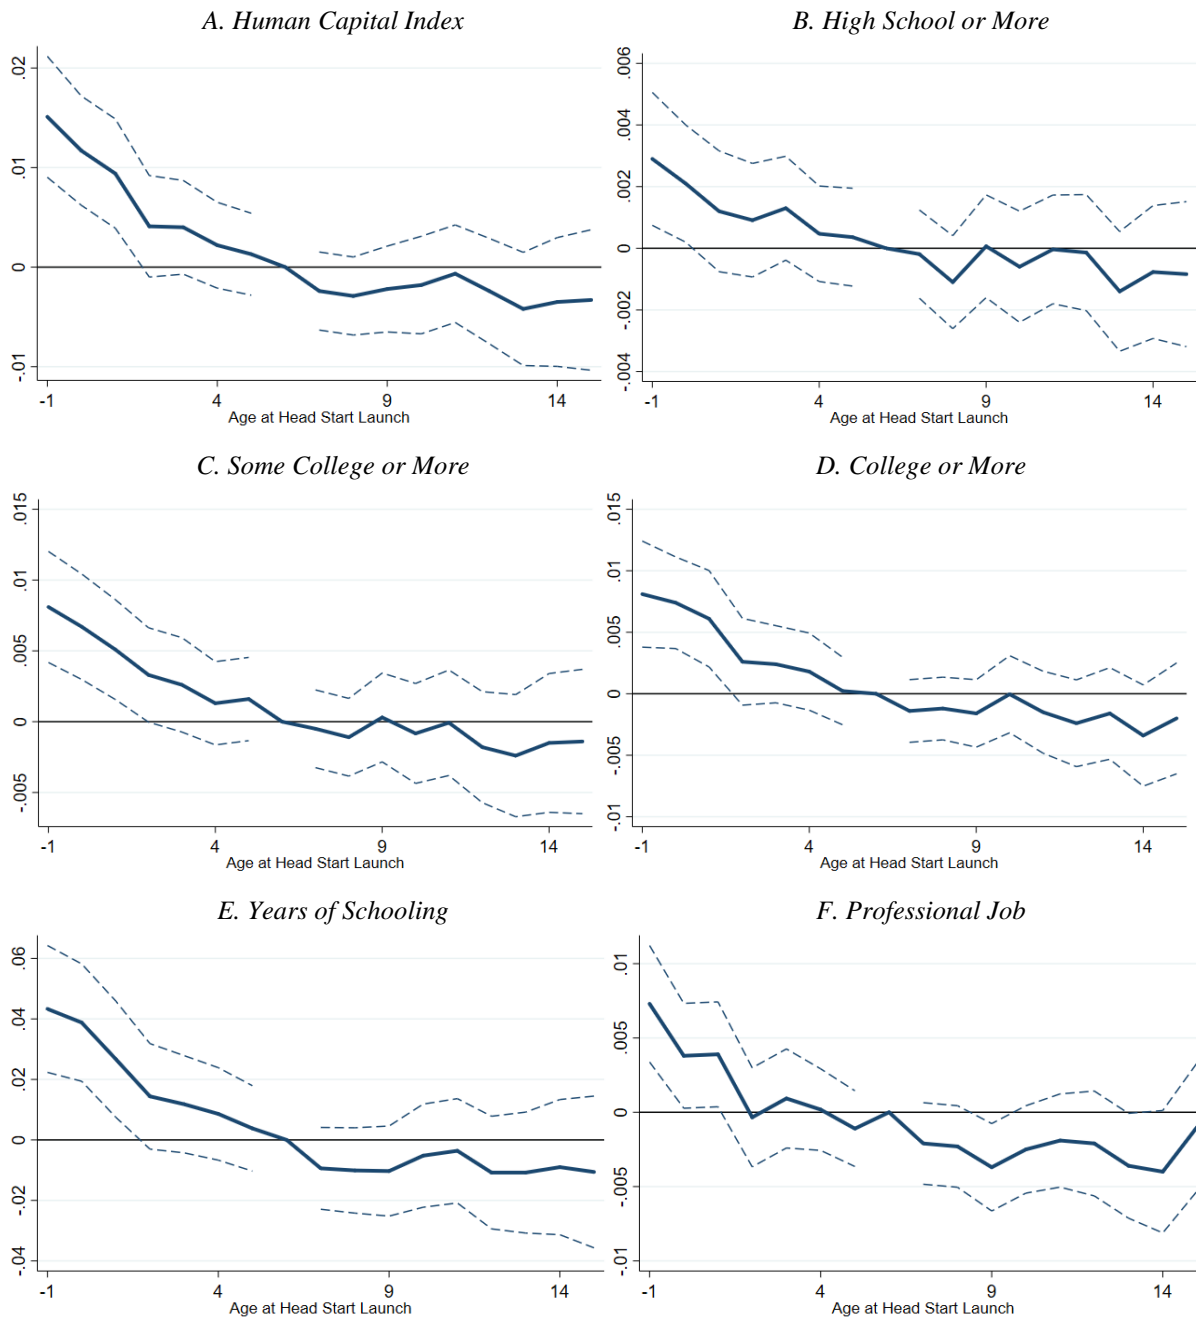 A. Human Capital Index
.02
.01
0
-.01
-1 4 9 14
Age at Head Start Launch
B. High School or More
.006
.004
.002
0
-.002
-.004
-1 4 9 14
Age at Head Start Launch
C. Some College or More
.015
.01
.005
0
-.005
-1 4 9 14
Age at Head Start Launch
D. College or More
.015
.01
.005
0
-.005
-.01
-1 4 9 14
Age at Head Start Launch
E. Years of Schooling
.06
.04
.02
0
-.02
-.04
-1 4 9 14
Age at Head Start Launch
F. Professional Job
.01
.005
0
-.005
-.01
-1 4 9 14
Age at Head Start Launch